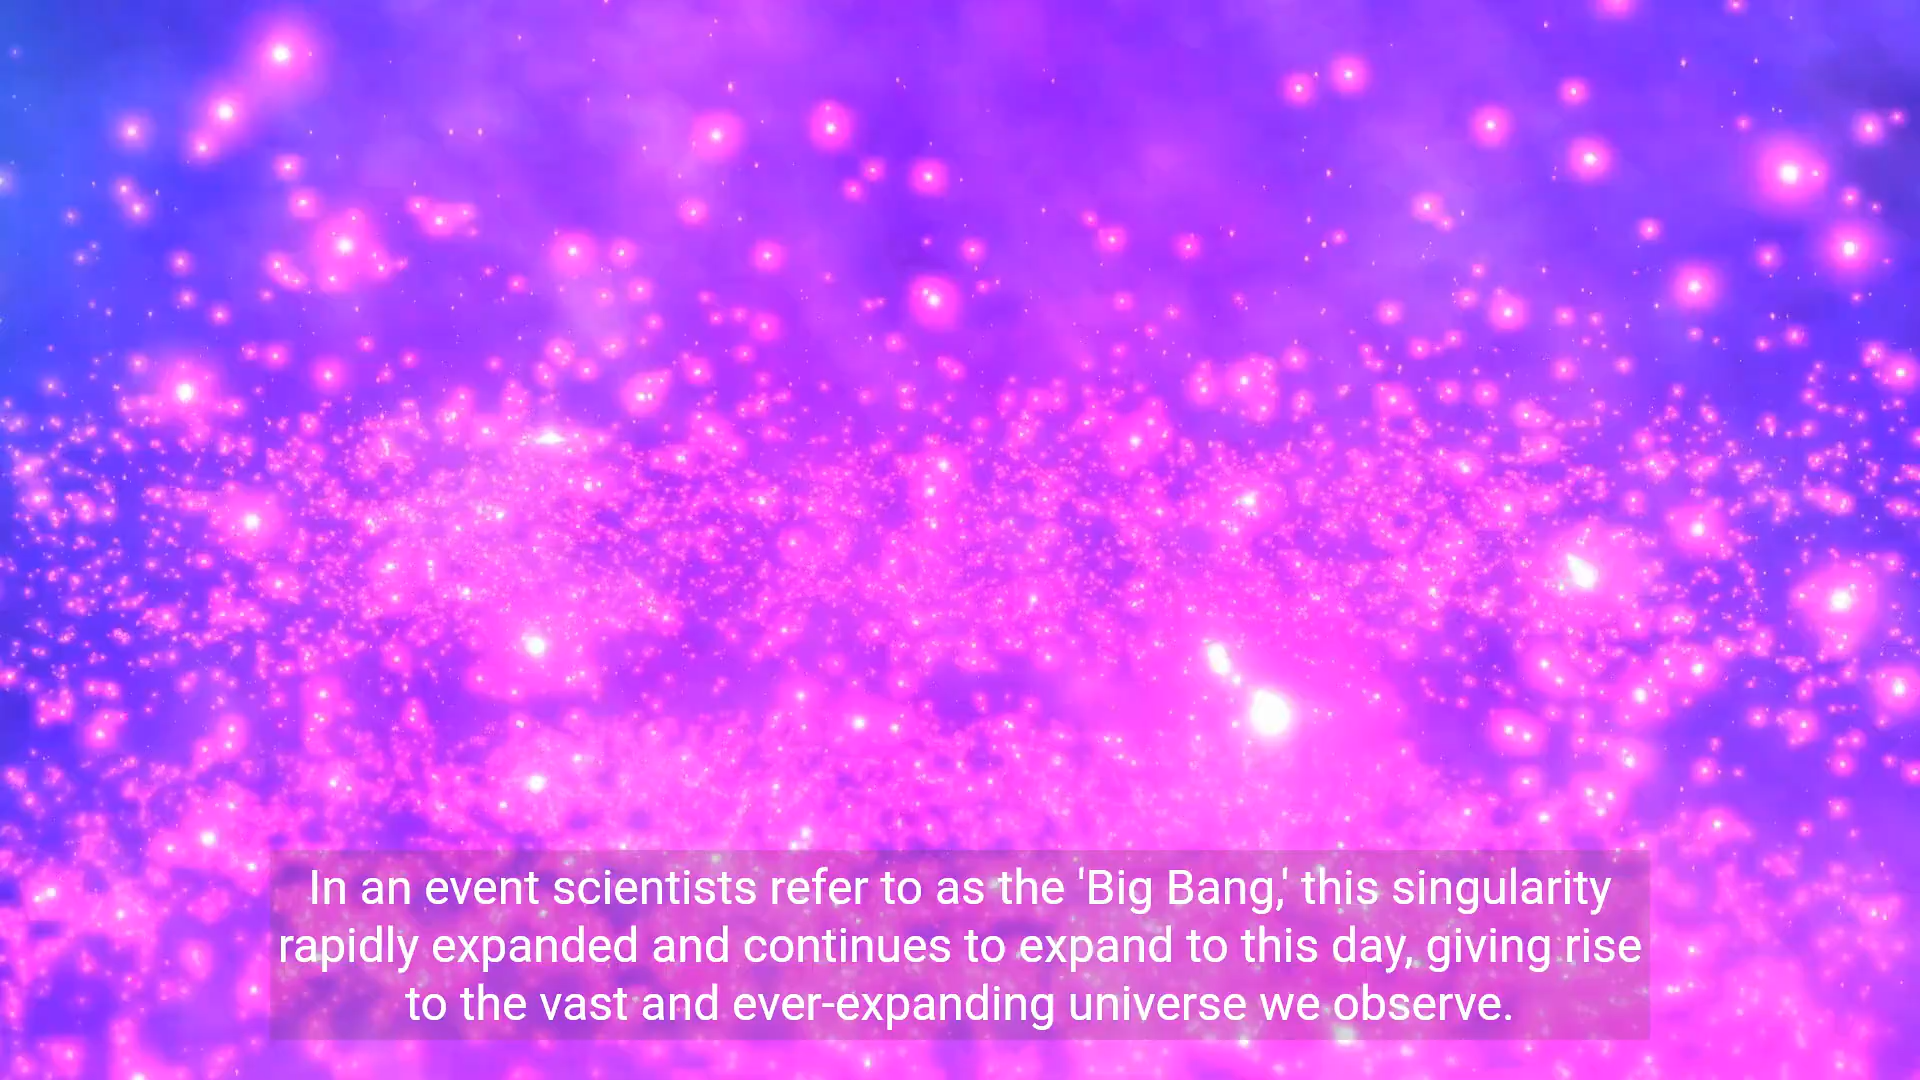 In an event scientists refer to as the 'Big Bang,' this singularity
rapidly expanded and continues to expand to this day, giving rise
to the vast and ever-expanding universe we observe.